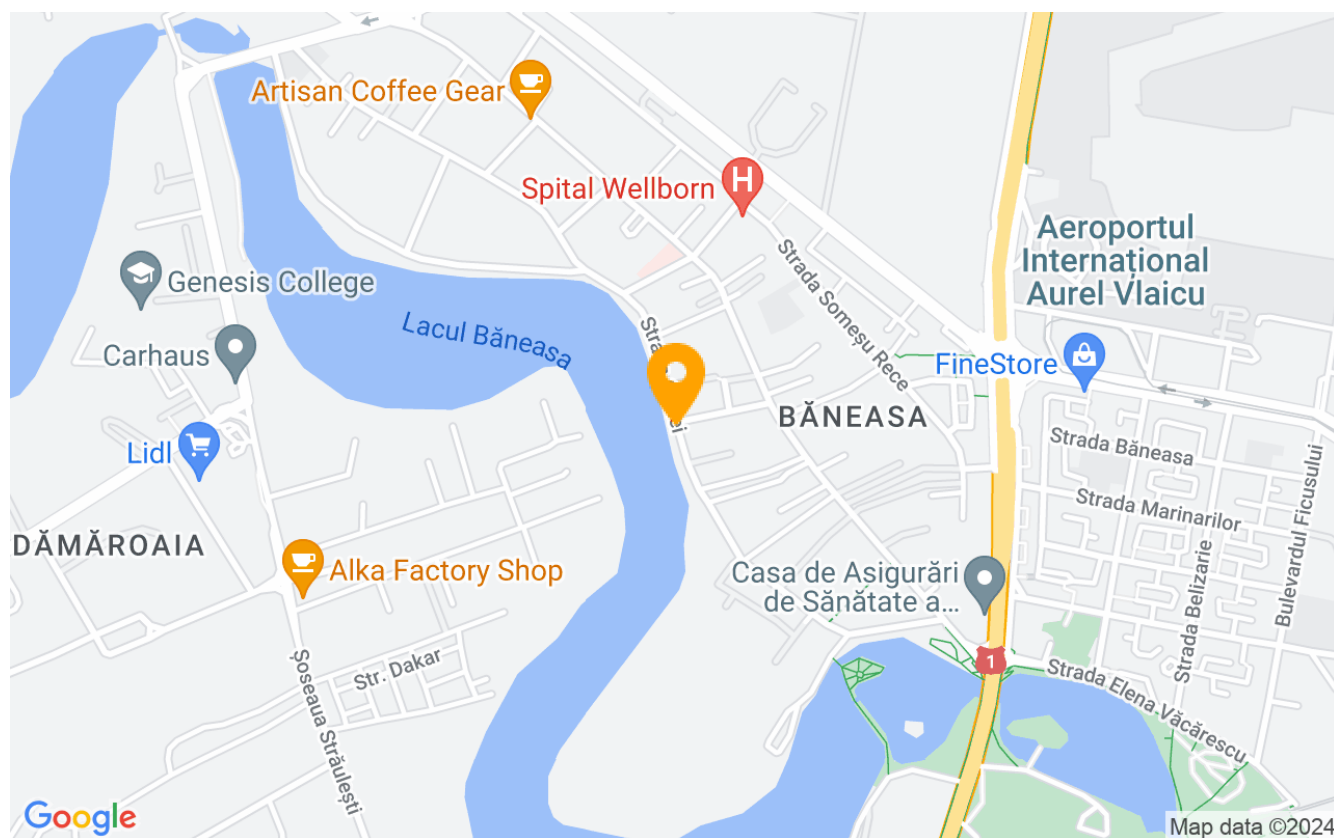 Artisan Coffee Gear
Spital Wellborn
H
Aeroportul
Internațional
Aurel Vlaicu
Genesis College
Strada Someșu Rece
Lacul Băneasa
Carhaus
FineStore
BĂNEASA
Strada Băneasa
Lidl
Strada Marinarilor
DĂMĂROAIA
Alka Factory Shop
Casa de Asigurări
de Sănătate a...
Bulevardul Ficusului
Strada Belizarie
Str. Dakar
1
Strada Elena Văcărescu
Șoseaua Străulești
Google
Map data ©2024